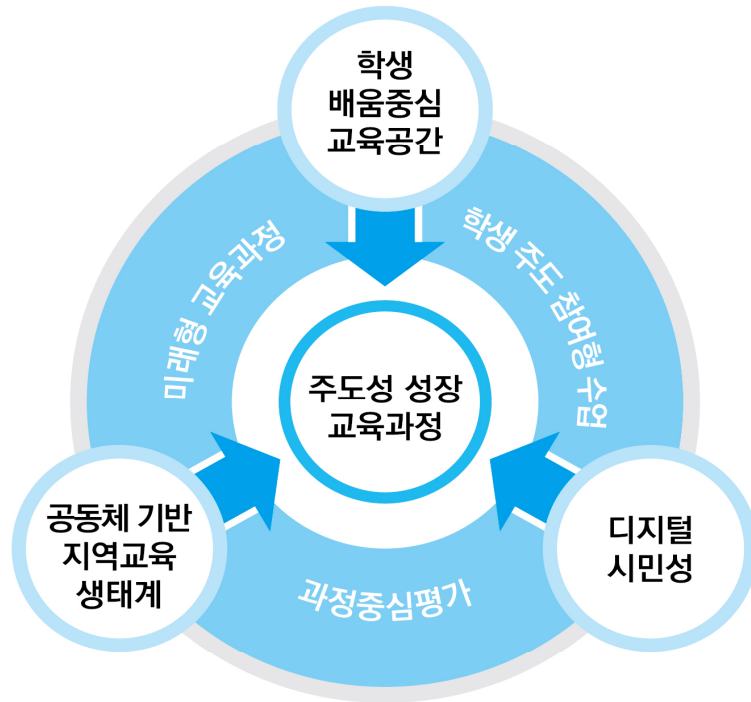 학생
배움중심
교육공간
미래형 교육과정
학생 주도 참여형 수업
주도성 성장
교육과정
공동체 기반
지역교육
생태계
디지털
시민성
과정중심평가